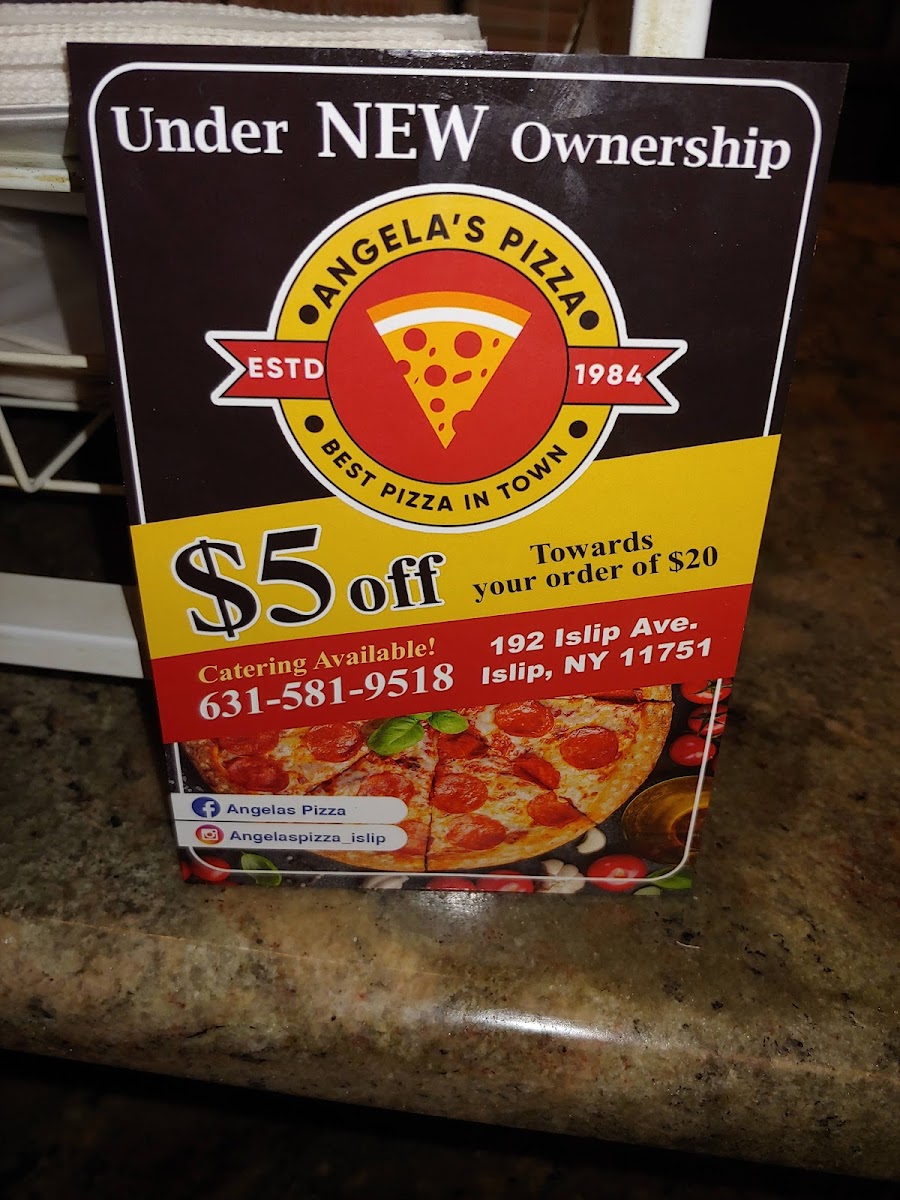 Under NEW Ownership
ANGELA'S PIZZA
ESTD 1984
BEST PIZZA IN TOWN
$5 off
Towards
your order of $20
Catering Available!
631-581-9518
192 Islip Ave.
Islip, NY 11751
Angelas Pizza
Angelaspizza_islip